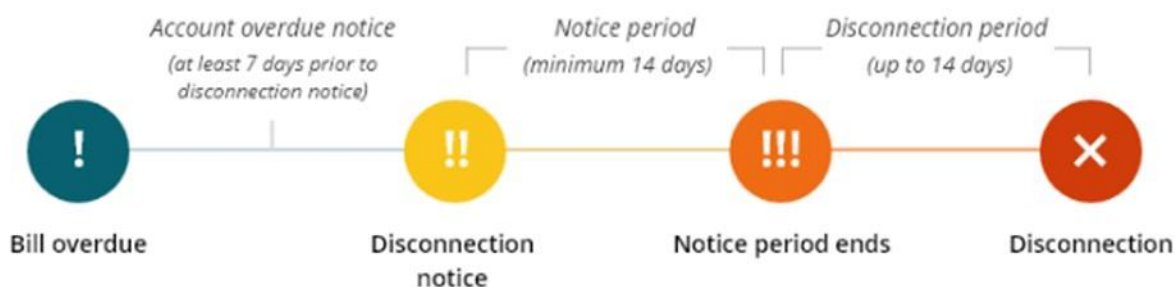 Account overdue notice
(at least 7 days prior to
disconnection notice)
Notice period
(minimum 14 days)
Disconnection period
(up to 14 days)
!
!!
!!!
Bill overdue
Disconnection
notice
Notice period ends
Disconnection